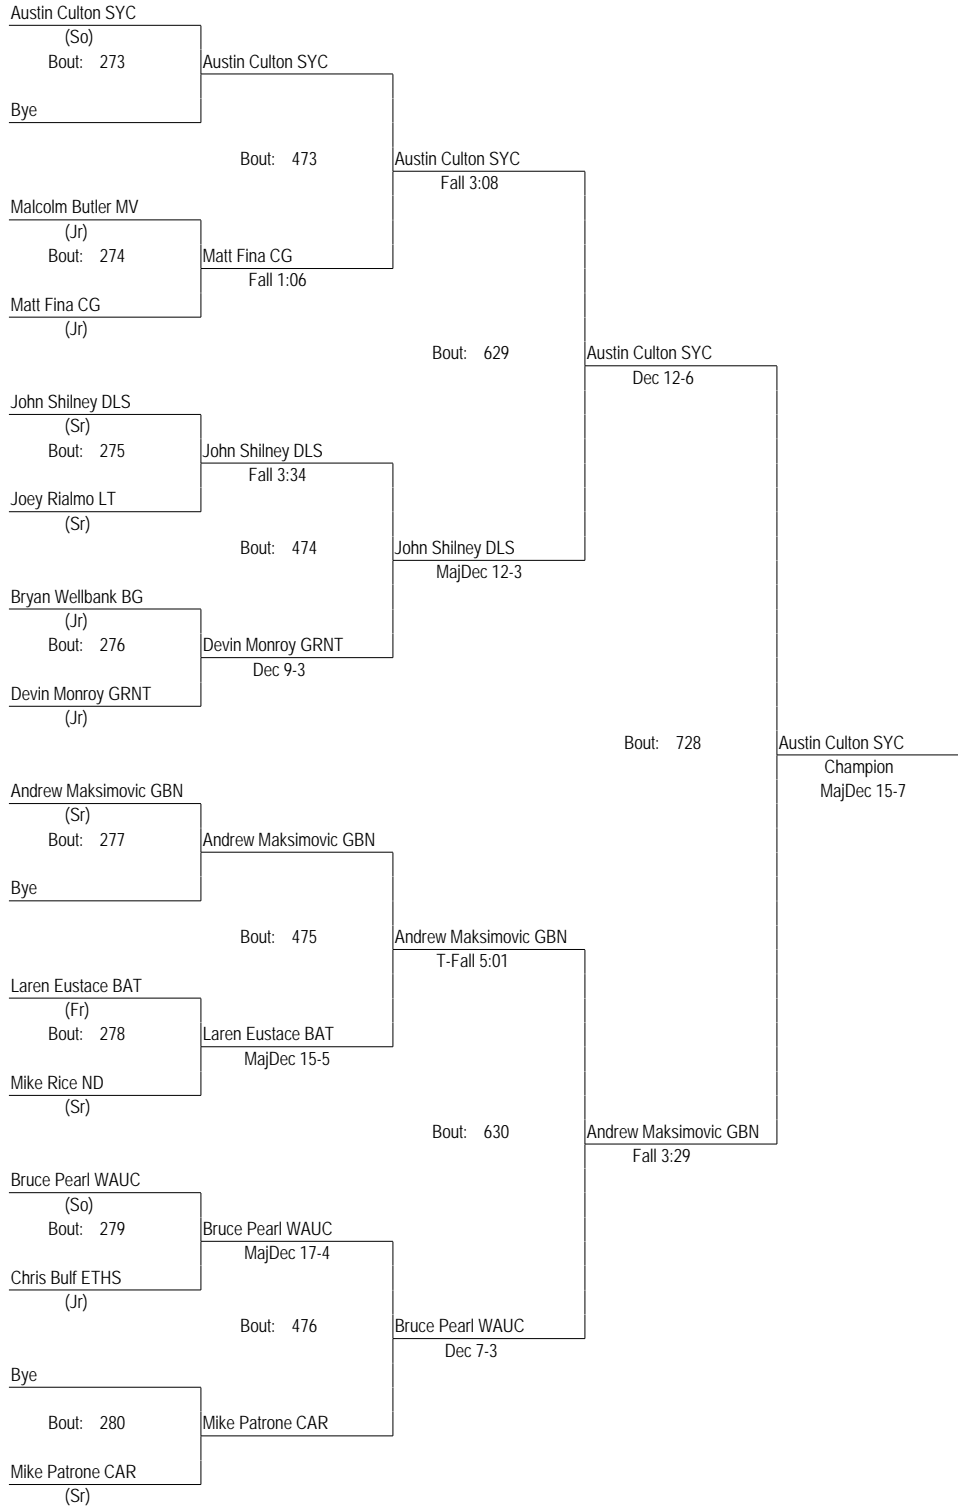 Austin Culton SYC
(So)
Bout: 273
Austin Culton SYC
Bye
Bout: 473
Austin Culton SYC
Fall 3:08
Malcolm Butler MV
(Jr)
Bout: 274
Matt Fina CG
Fall 1:06
Matt Fina CG
(Jr)
Bout: 629
Austin Culton SYC
Dec 12-6
John Shilney DLS
(Sr)
Bout: 275
John Shilney DLS
Fall 3:34
Joey Rialmo LT
(Sr)
Bout: 474
John Shilney DLS
MajDec 12-3
Bryan Wellbank BG
(Jr)
Bout: 276
Devin Monroy GRNT
Dec 9-3
Devin Monroy GRNT
(Jr)
Bout: 728
Austin Culton SYC
Champion
MajDec 15-7
Andrew Maksimovic GBN
(Sr)
Bout: 277
Andrew Maksimovic GBN
Bye
Bout: 475
Andrew Maksimovic GBN
T-Fall 5:01
Laren Eustace BAT
(Fr)
Bout: 278
Laren Eustace BAT
MajDec 15-5
Mike Rice ND
(Sr)
Bout: 630
Andrew Maksimovic GBN
Fall 3:29
Bruce Pearl WAUC
(So)
Bout: 279
Bruce Pearl WAUC
MajDec 17-4
Chris Bulf ETHS
(Jr)
Bout: 476
Bruce Pearl WAUC
Dec 7-3
Bye
Bout: 280
Mike Patrone CAR
Mike Patrone CAR
(Sr)